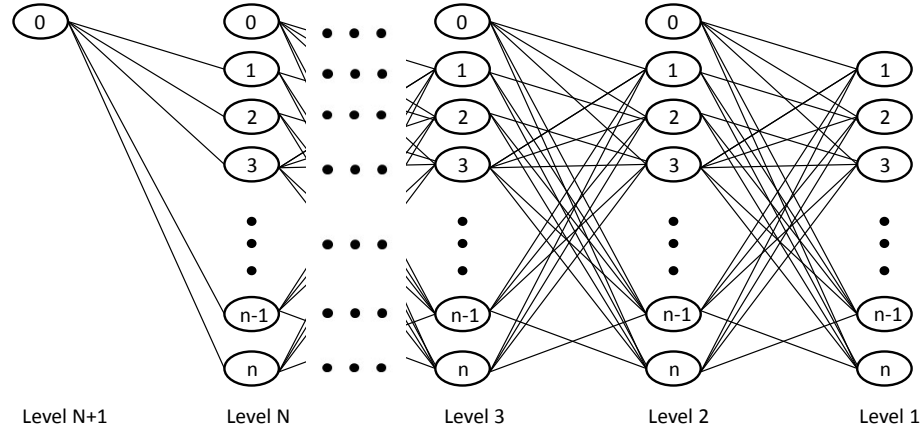 0 0 0 0
1 1 1 1
2 2 2 2
3 3 3 3
n-1 n-1 n-1 n-1
n n n n
Level N+1 Level N Level 3 Level 2 Level 1